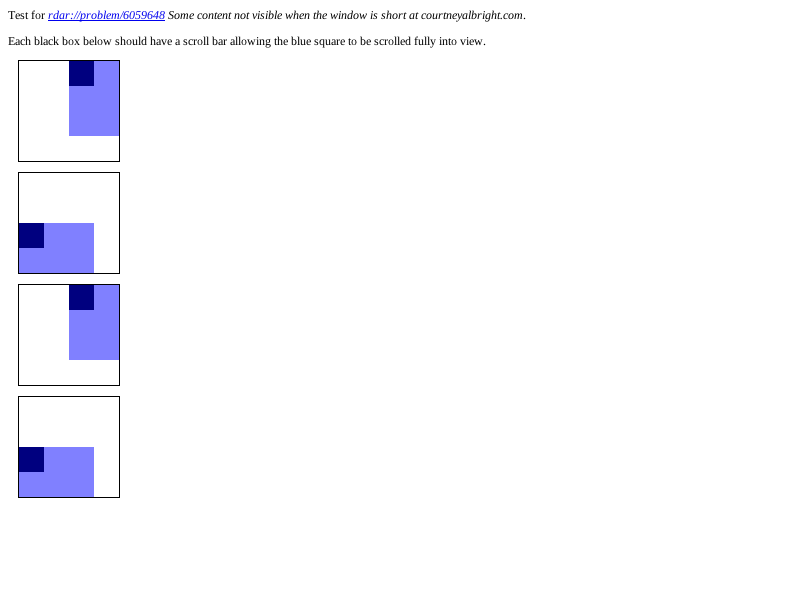 Test for rdar://problem/6059648 Some content not visible when the window is short at courtneyalbright.com.
Each black box below should have a scroll bar allowing the blue square to be scrolled fully into view.